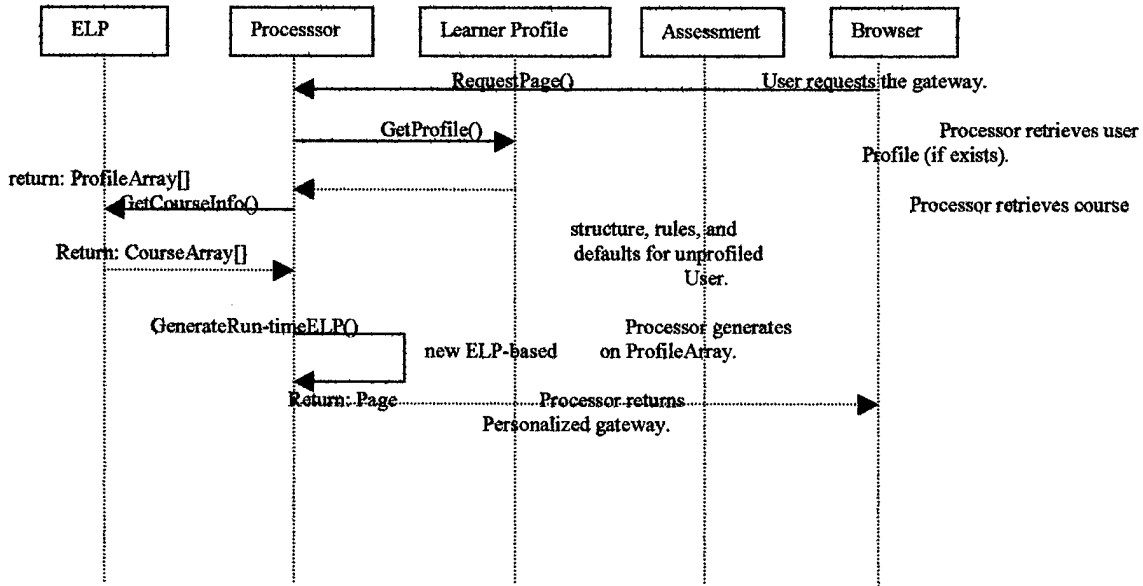 ELP
Processsor
Learner Profile
Assessment
Browser
RequestPage()
User requests the gateway.
GetProfile()
Processor retrieves user
Profile (if exists).
return: ProfileArray[]
GetCourseInfo()
Processor retrieves course
structure, rules, and
defaults for unprofiled
User.
Return: CourseArray[]
GenerateRun-timeELP()
Processor generates
new ELP-based
on ProfileArray.
Return: Page
Processor returns
Personalized gateway.